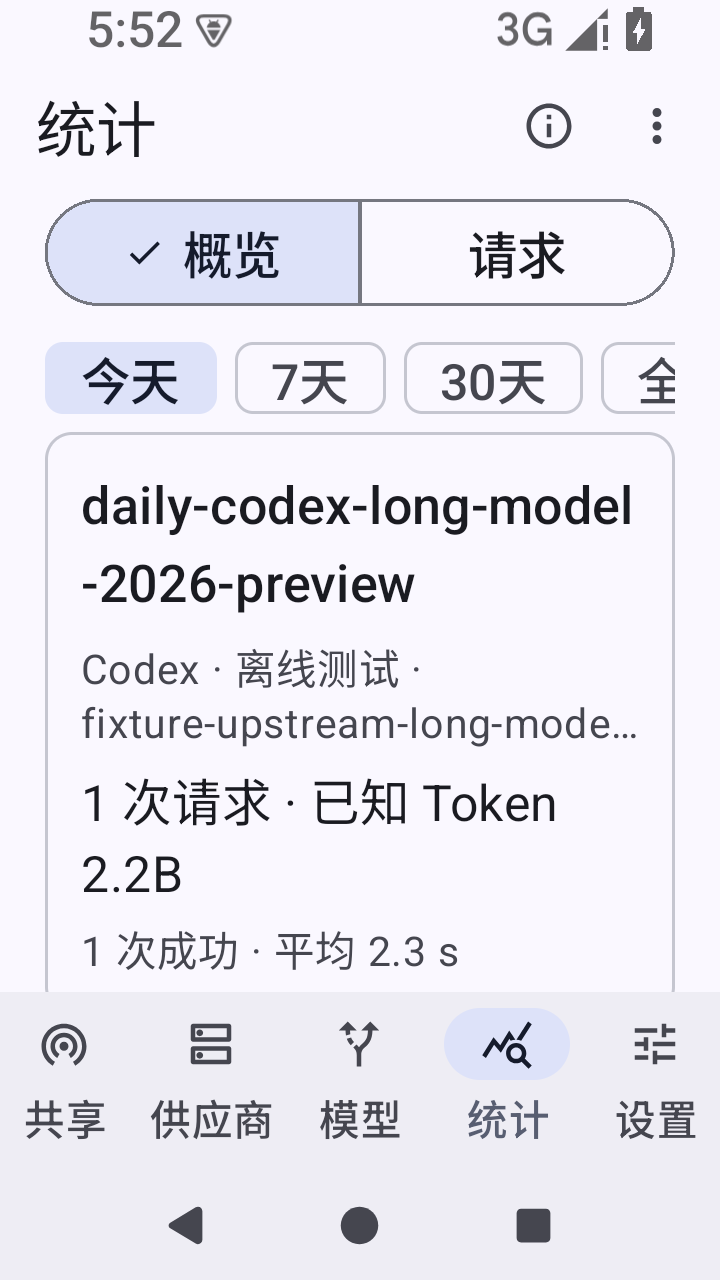 5:52
3G
统计
概览
请求
今天
7天
30天
全
daily-codex-long-model
-2026-preview
Codex · 离线测试 ·
fixture-upstream-long-mode…
1 次请求 · 已知 Token
2.2B
1 次成功 · 平均 2.3 s
共享
供应商
模型
统计
设置